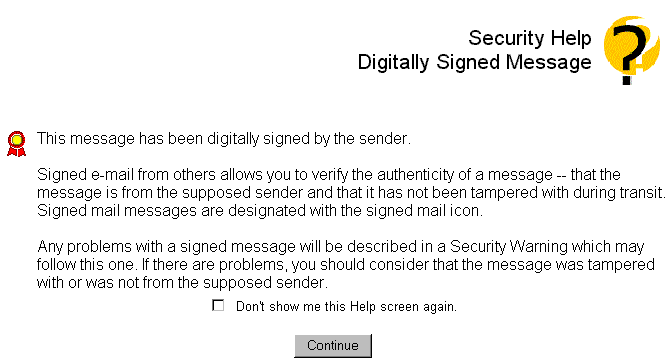 Security Help
Digitally Signed Message
This message has been digitally signed by the sender.
Signed e-mail from others allows you to verify the authenticity of a message -- that the
message is from the supposed sender and that it has not been tampered with during transit.
Signed mail messages are designated with the signed mail icon.
Any problems with a signed message will be described in a Security Warning which may
follow this one. If there are problems, you should consider that the message was tampered
with or was not from the supposed sender.
Don't show me this Help screen again.
Continue